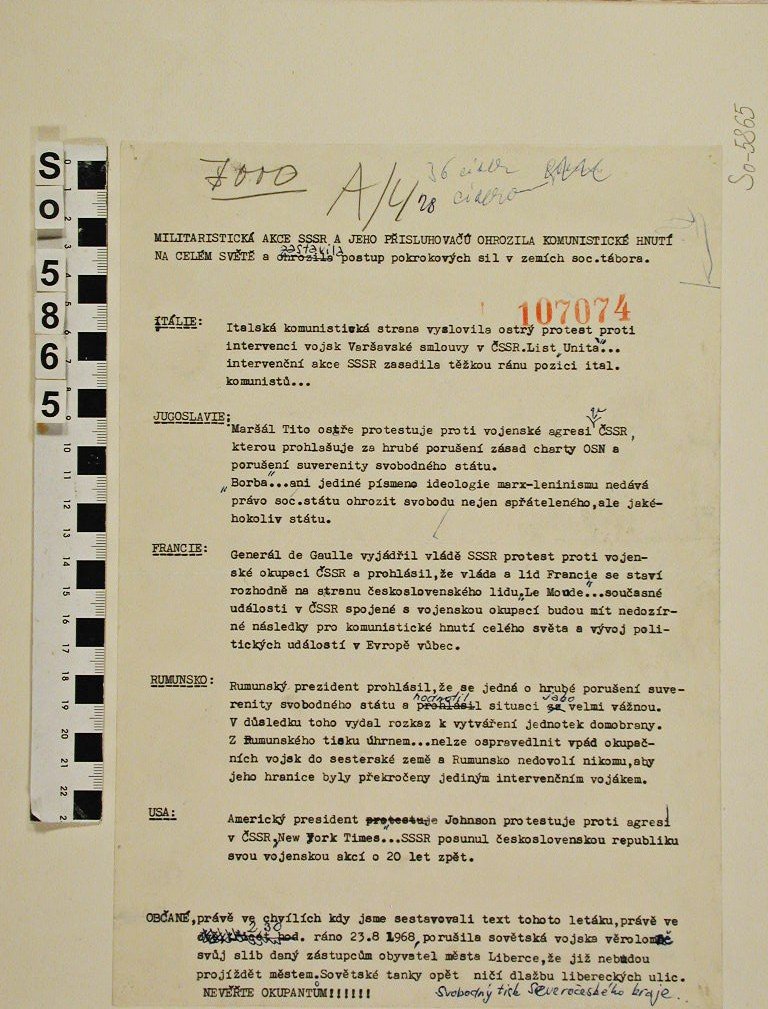 So-5865
So 5865
7000
A/4/28
36 cicer
cicero
MILITARISTICKÁ AKCE SSSR A JEHO PŘISLUHOVAČŮ OHROZILA KOMUNISTICKÉ HNUTÍ
zastavila
NA CELÉM SVĚTĚ a ohrozila postup pokrokových sil v zemích soc.tábora.
107074
ITÁLIE:
Italská komunistická strana vyslovila ostrý protest proti
intervenci vojsk Varšavské smlouvy v ČSSR.List „Unita"...
intervenční akce SSSR zasadila těžkou ránu pozici ital.
komunistů...
JUGOSLAVIE:
Maršál Tito ostře protestuje proti vojenské agresi ČSSR,
kterou prohlašuje za hrubé porušení zásad charty OSN a
porušení suverenity svobodného státu.
„Borba"...ani jediné písmeno ideologie marx-leninismu nedává
právo soc.státu ohrozit svobodu nejen spřáteleného,ale jaké-
hokoliv státu.
FRANCIE:
Generál de Gaulle vyjádřil vládě SSSR protest proti vojen-
ské okupaci ČSSR a prohlásil,že vláda a lid Francie se staví
rozhodně na stranu československého lidu„Le Monde"...současné
události v ČSSR spojené s vojenskou okupací budou mít nedozír-
né následky pro komunistické hnutí celého světa a vývoj poli-
tických událostí v Evropě vůbec.
RUMUNSKO:
Rumunský prezident prohlásil,že se jedná o hrubé porušení suve-
hodnotil jako
renity svobodného státu a prohlásil situaci za velmi vážnou.
V důsledku toho vydal rozkaz k vytváření jednotek domobrany.
Z Rumunského tisku úhrnem...nelze ospravedlnit vpád okupač-
ních vojsk do sesterské země a Rumunsko nedovolí nikomu,aby
jeho hranice byly překročeny jediným intervenčním vojákem.
USA:
Americký president protestuje Johnson protestuje proti agresi
v ČSSR„New York Times"...SSSR posunul československou republiku
svou vojenskou akcí o 20 let zpět.
OBČANÉ,právě ve chvílích kdy jsme sestavovali text tohoto letáku,právě ve
2,30
hod. ráno 23.8 1968,porušila sovětská vojska věrolomně
svůj slib daný zástupcům obyvatel města Liberce,že již nebudou
projíždět městem.Sovětské tanky opět ničí dlažbu libereckých ulic.
NEVĚŘTE OKUPANTŮM!!!!!!
Svobodný tisk Severočeského kraje.